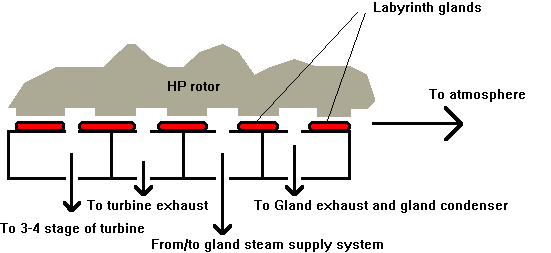 Labyrinth glands
HP rotor
To atmosphere
To turbine exhaust
To Gland exhaust and gland condenser
To 3-4 stage of turbine
From/to gland steam supply system